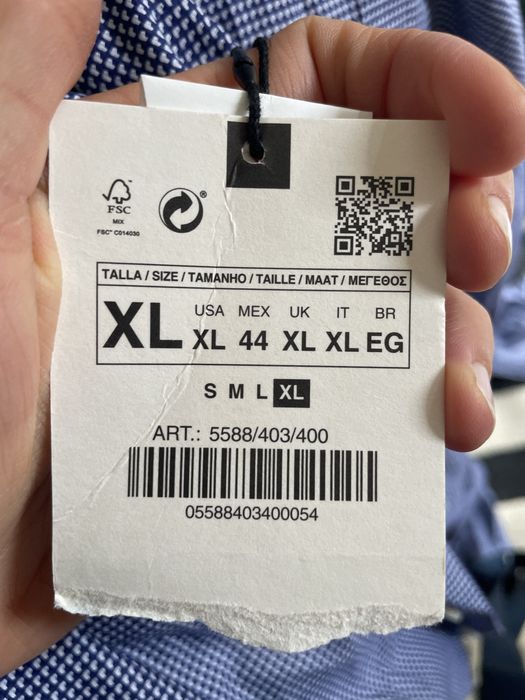 FSC
MIX
FSC® C014030
®
TALLA / SIZE / TAMANHO / TAILLE / MAAT / ΜΕΓΕΘΟΣ
XL
USA MEX UK IT BR
XL 44 XL XL EG
S M L XL
ART.: 5588/403/400
05588403400054